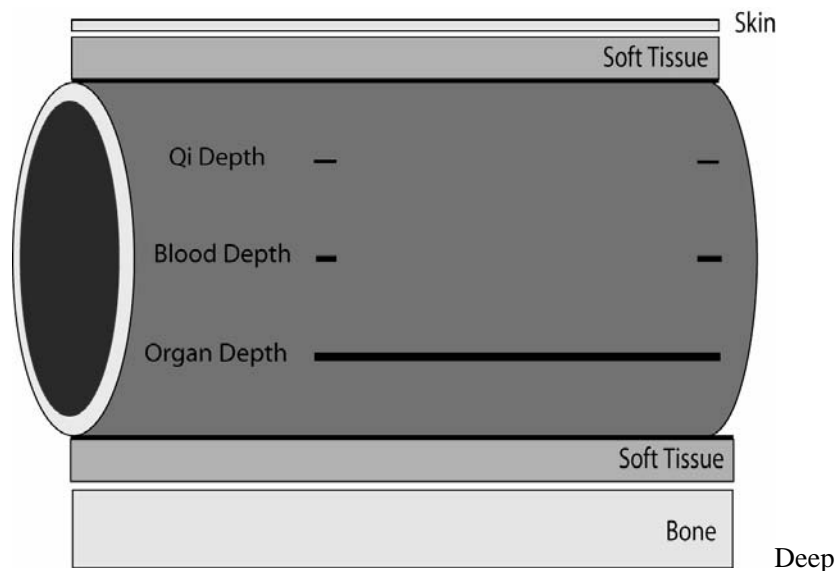 Skin
Soft Tissue
Qi Depth
Blood Depth
Organ Depth
Soft Tissue
Bone
Deep